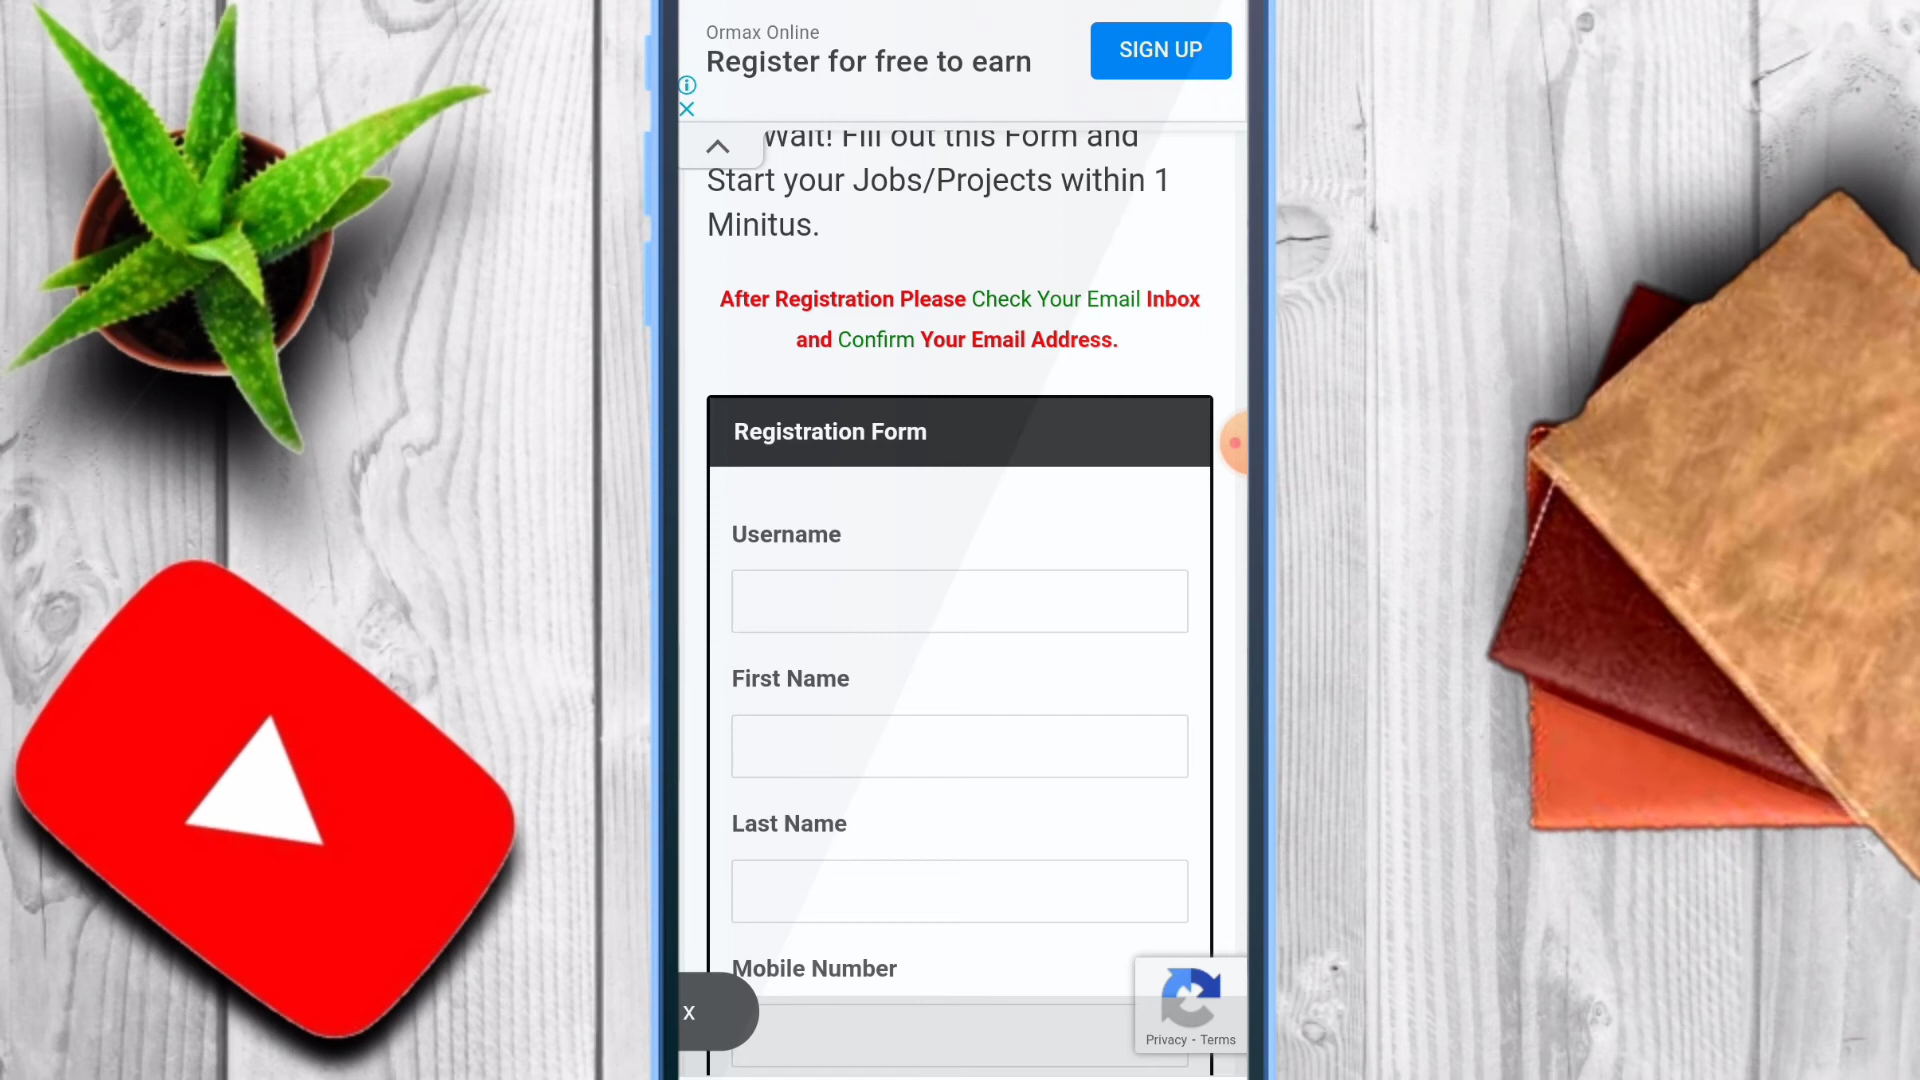 Ormax Online
Register for free to earn
SIGN UP
Wait! Fill out this Form and
Start your Jobs/Projects within 1
Minitus.
After Registration Please Check Your Email Inbox
and Confirm Your Email Address.
Registration Form
Username
First Name
Last Name
Mobile Number
x
Privacy - Terms